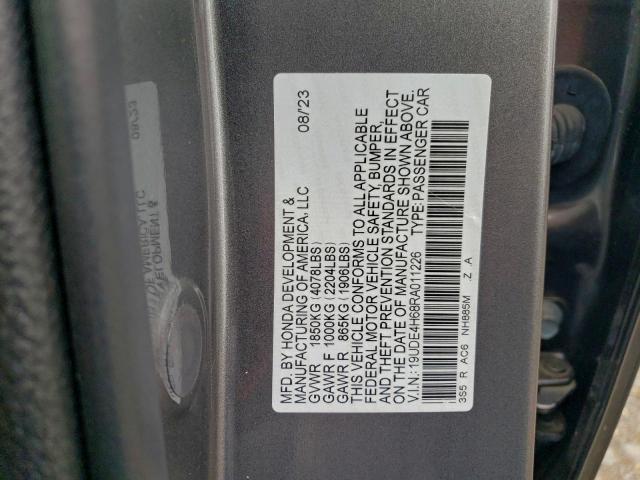 MFD. BY HONDA DEVELOPMENT &
MANUFACTURING OF AMERICA, LLC 08/23
GVWR 1850KG (4078LBS)
GAWR F 1000KG (2204LBS)
GAWR R 865KG (1906LBS)
THIS VEHICLE CONFORMS TO ALL APPLICABLE
FEDERAL MOTOR VEHICLE SAFETY, BUMPER,
AND THEFT PREVENTION STANDARDS IN EFFECT
ON THE DATE OF MANUFACTURE SHOWN ABOVE.
V.I.N.:19UDE4H68RA011226 TYPE:PASSENGER CAR
3S5 R AC6 NH885M .Z A